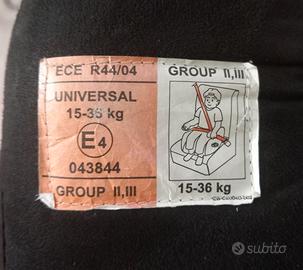 ECE R44/04
UNIVERSAL
15-36 kg
E4
043844
GROUP II,III
GROUP II,III
15-36 kg
subito